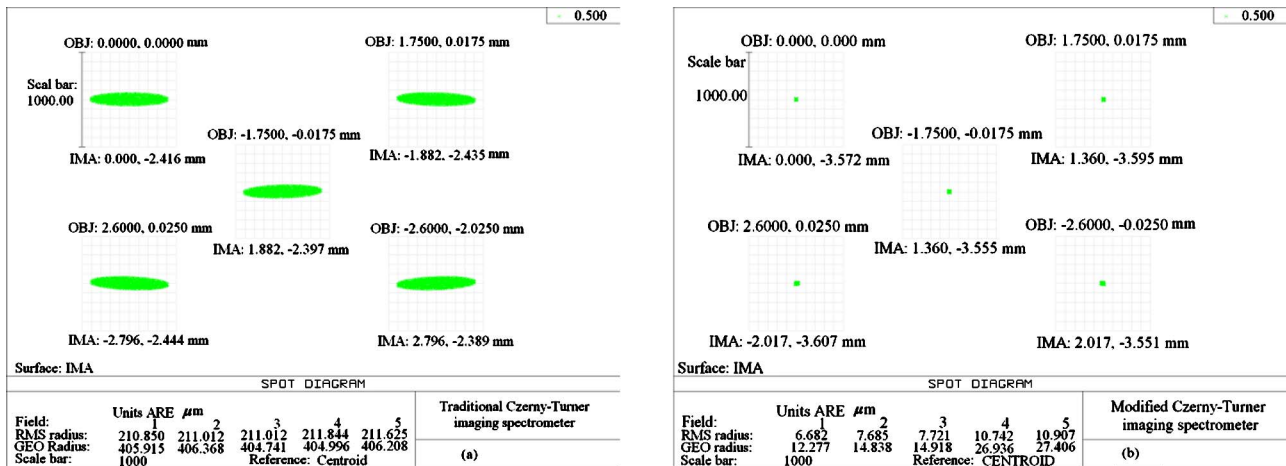 0.500
OBJ: 0.0000, 0.0000 mm
OBJ: 1.7500, 0.0175 mm
Scal bar:
1000.00
OBJ: -1.7500, -0.0175 mm
IMA: 0.000, -2.416 mm
IMA: -1.882, -2.435 mm
OBJ: 2.6000, 0.0250 mm
OBJ: -2.6000, -2.0250 mm
IMA: 1.882, -2.397 mm
IMA: -2.796, -2.444 mm
IMA: 2.796, -2.389 mm
Surface: IMA
SPOT DIAGRAM
Units ARE μm
Field: 1 2 3 4 5
RMS radius: 210.850 211.012 211.012 211.844 211.625
GEO Radius: 405.915 406.368 404.741 404.996 406.208
Scale bar: 1000 Reference: Centroid
Traditional Czerny-Turner
imaging spectrometer
(a)
0.500
OBJ: 0.000, 0.000 mm
OBJ: 1.7500, 0.0175 mm
Scale bar
1000.00
OBJ: -1.7500, -0.0175 mm
IMA: 0.000, -3.572 mm
IMA: 1.360, -3.595 mm
OBJ: 2.6000, 0.0250 mm
OBJ: -2.6000, -0.0250 mm
IMA: 1.360, -3.555 mm
IMA: -2.017, -3.607 mm
IMA: 2.017, -3.551 mm
Surface: IMA
SPOT DIAGRAM
Units ARE μm
Field: 1 2 3 4 5
RMS radius: 6.682 7.685 7.721 10.742 10.907
GEO radius: 12.277 14.838 14.918 26.936 27.406
Scale bar: 1000 Reference: CENTROID
Modified Czerny-Turner
imaging spectrometer
(b)